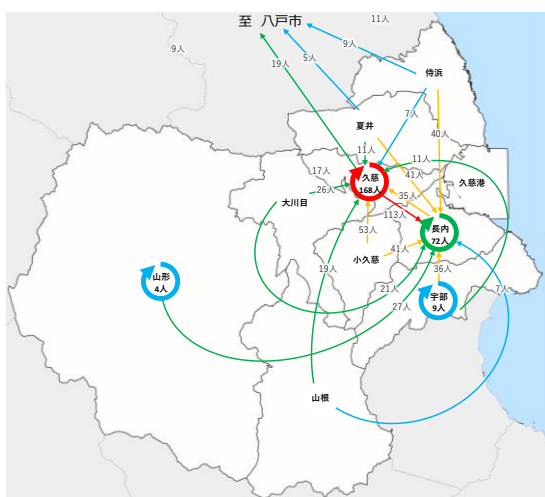 至 八戸市
11人
9人
9人
5人
19人
侍浜
7人
夏井
40人
11人
11人
17人
41人
久慈
168人
久慈港
26人
35人
大川目
113人
長内
72人
53人
41人
小久慈
19人
36人
山形
4人
21人
7人
宇部
9人
27人
山根